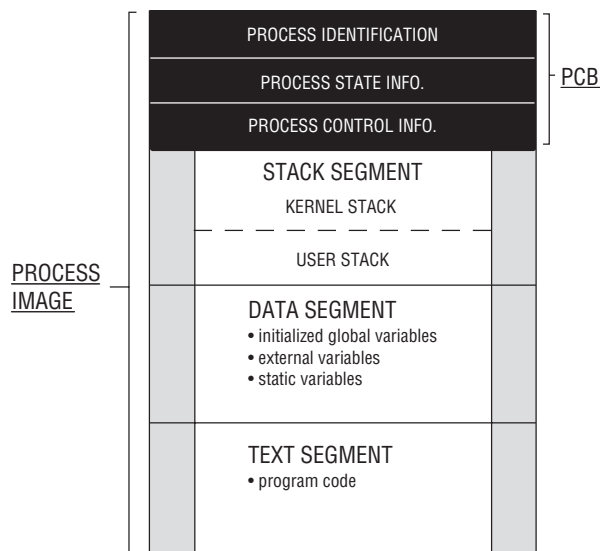 PROCESS IDENTIFICATION
PROCESS STATE INFO.
PROCESS CONTROL INFO.
PCB
STACK SEGMENT
KERNEL STACK
USER STACK
PROCESS
IMAGE
DATA SEGMENT
• initialized global variables
• external variables
• static variables
TEXT SEGMENT
• program code